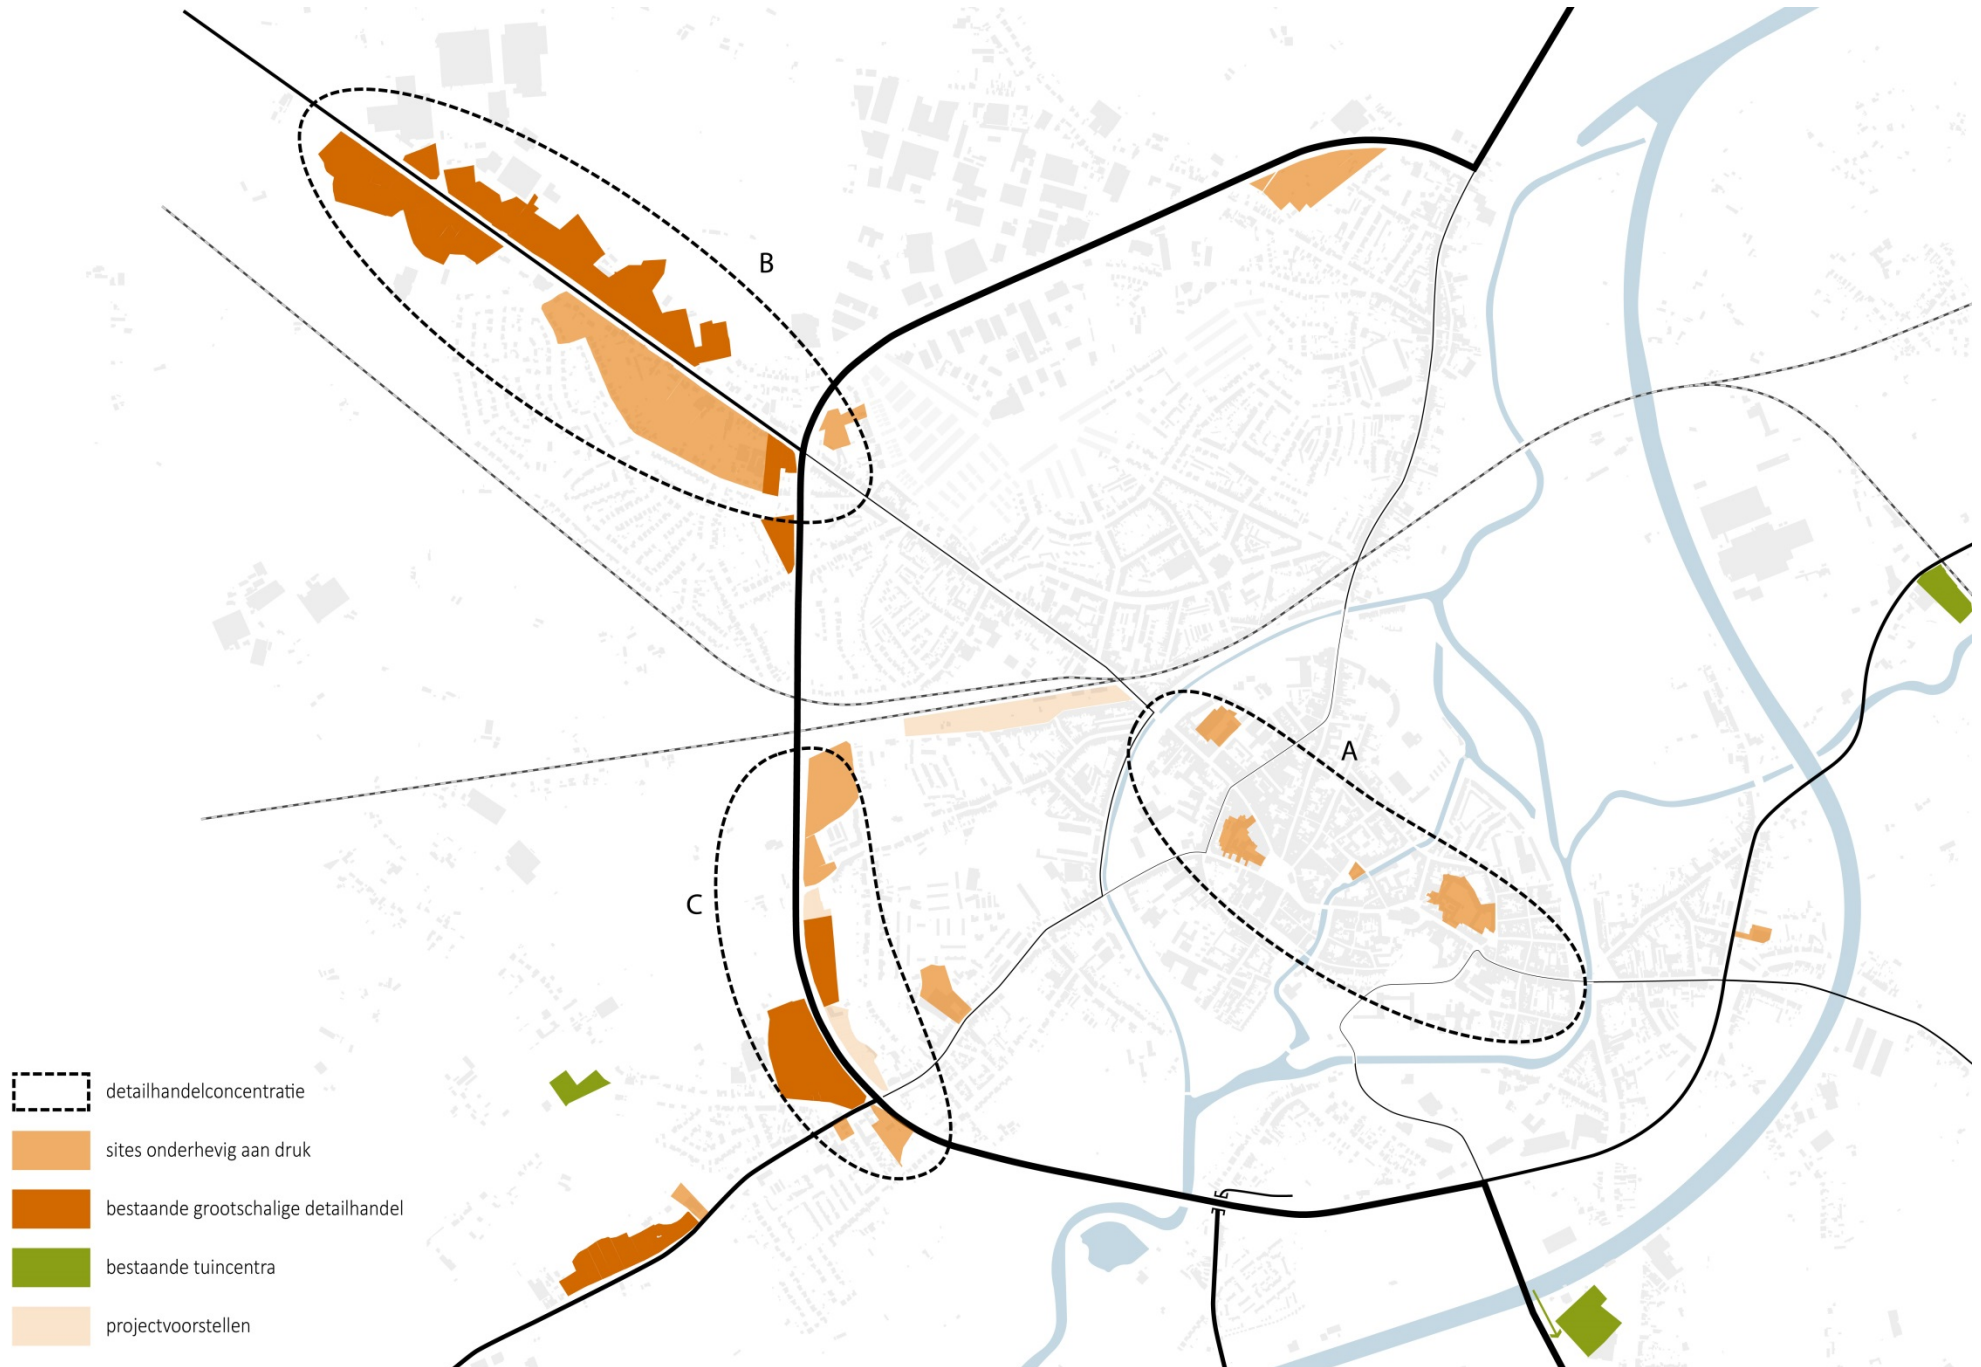 B
A
C
detailhandelconcentratie
sites onderhevig aan druk
bestaande grootschalige detailhandel
bestaande tuincentra
projectvoorstellen